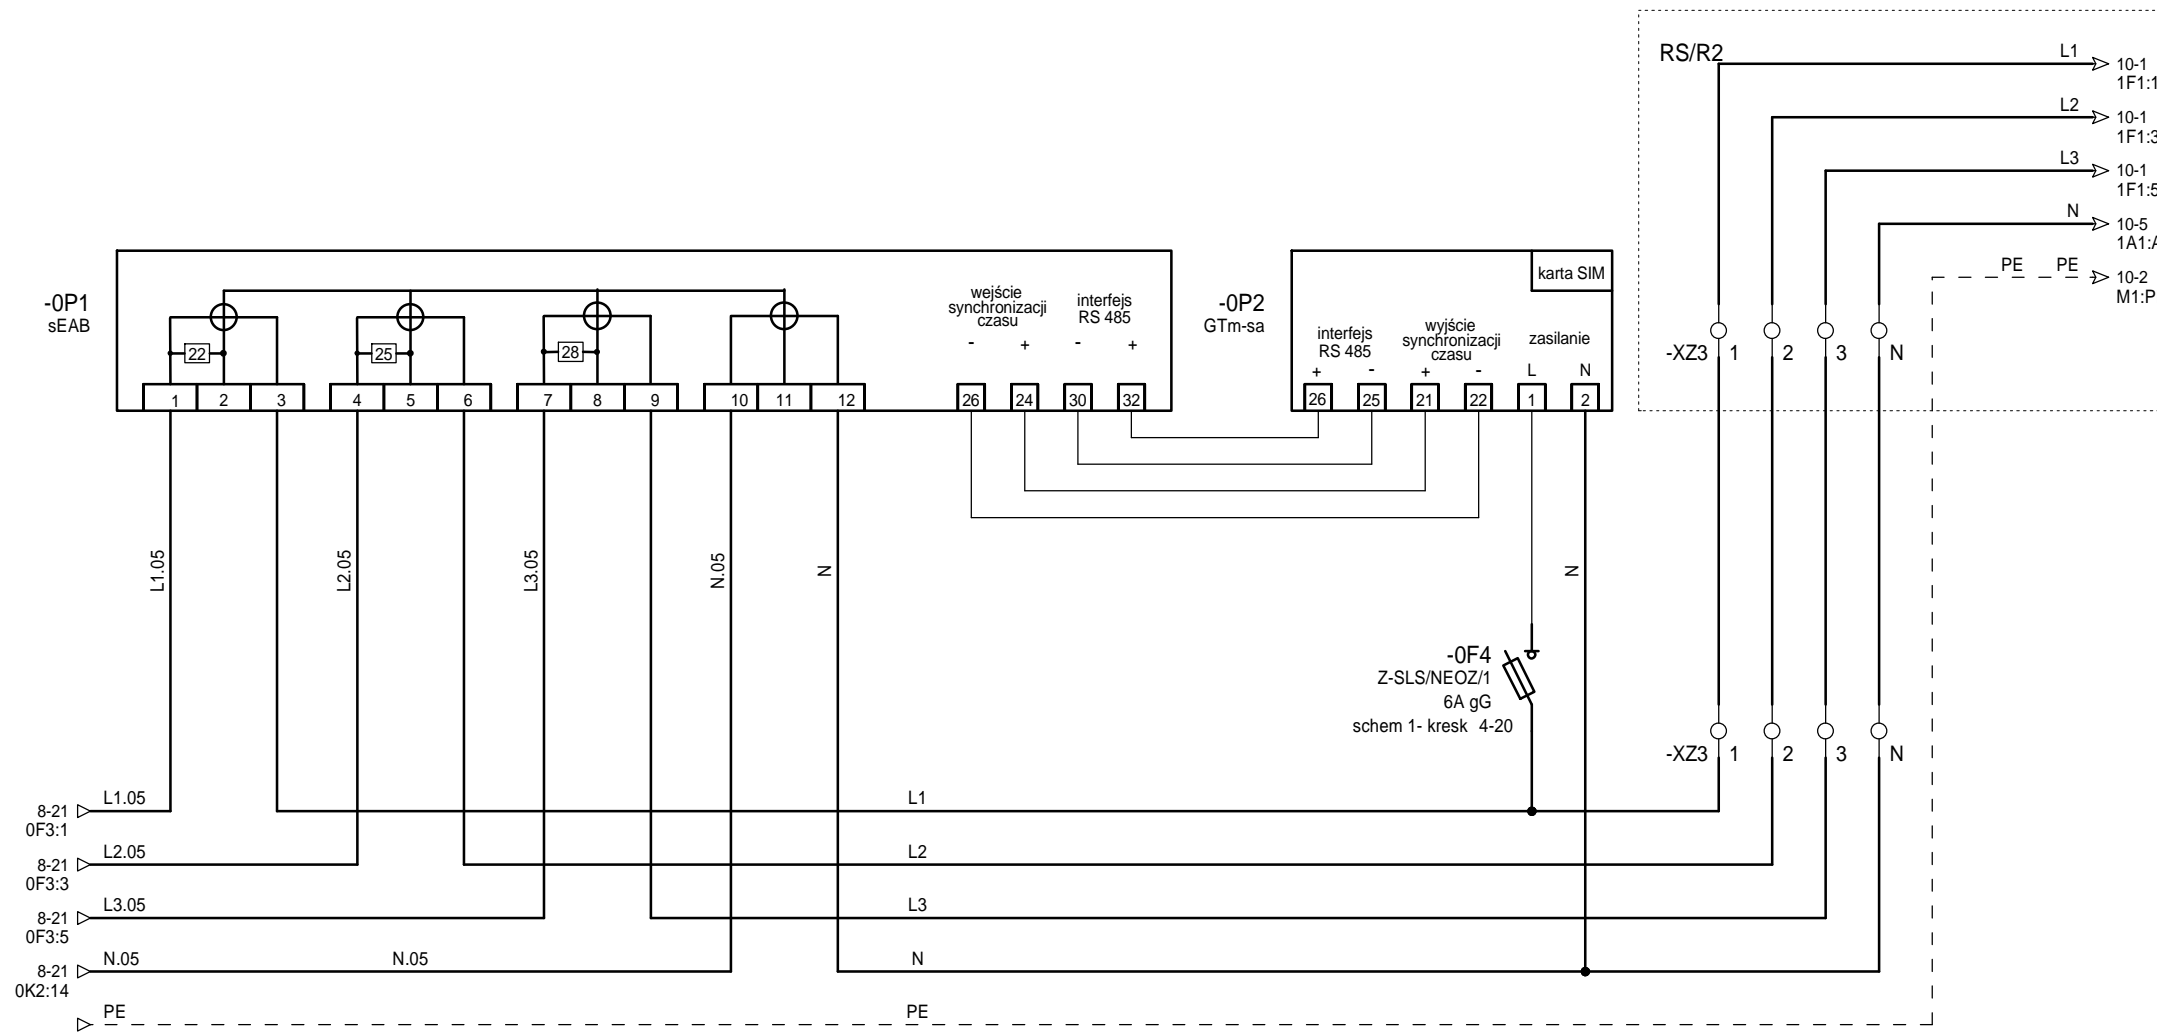 RS/R2
L1
10-1
1F1:1
L2
10-1
1F1:3
L3
10-1
1F1:5
N
10-5
1A1:A
PE PE
10-2
M1:P
-XZ3 1 2 3 N
-0P1
sEAB
22 25 28
wejście
synchronizacji
czasu
- +
interfejs
RS 485
- +
1 2 3 4 5 6 7 8 9 10 11 12 26 24 30 32
-0P2
GTm-sa
karta SIM
interfejs
RS 485
+ -
wyjście
synchronizacji
czasu
+ -
zasilanie
L N
26 25 21 22 1 2
L1.05
L2.05
L3.05
N.05
N
N
-0F4
Z-SLS/NEOZ/1
6A gG
schem 1- kresk 4-20
-XZ3 1 2 3 N
8-21 L1.05 L1
0F3:1
8-21 L2.05 L2
0F3:3
8-21 L3.05 L3
0F3:5
8-21 N.05 N.05 N
0K2:14
PE PE